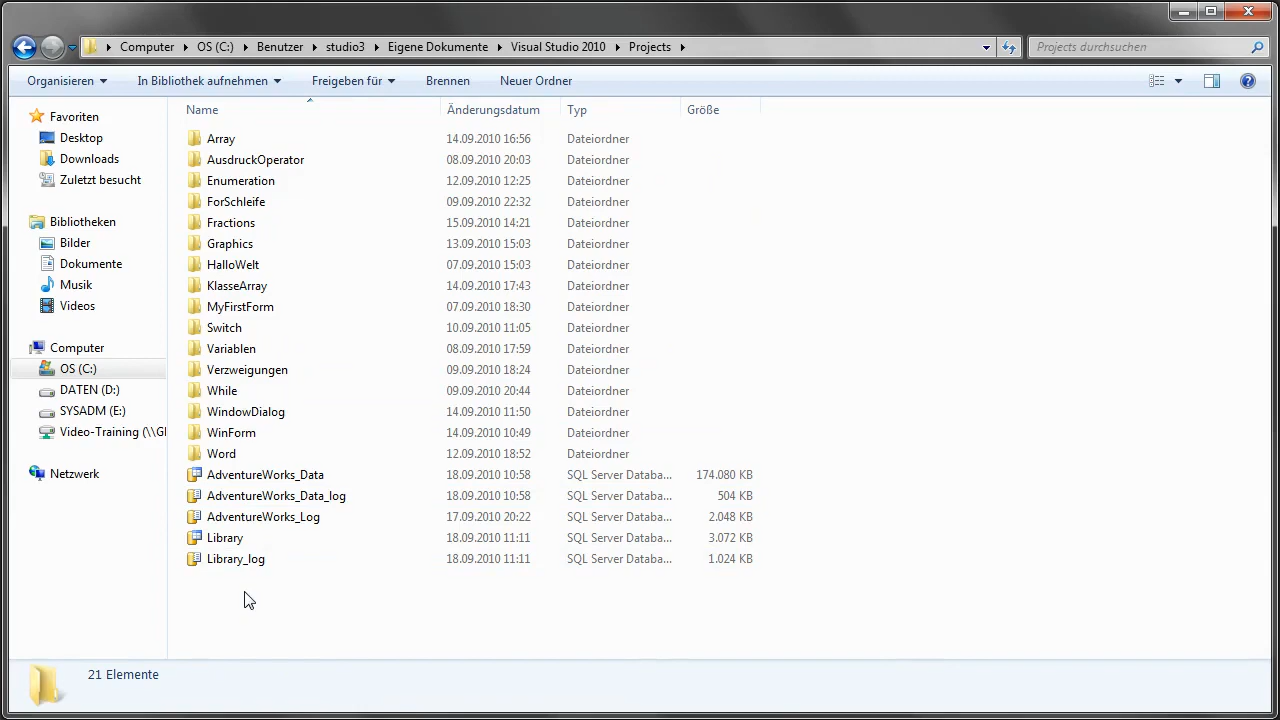 Computer OS (C:) Benutzer studio3 Eigene Dokumente Visual Studio 2010 Projects Projects durchsuchen
Organisieren In Bibliothek aufnehmen Freigeben für Brennen Neuer Ordner
Favoriten
Desktop
Downloads
Zuletzt besucht
Bibliotheken
Bilder
Dokumente
Musik
Videos
Computer
OS (C:)
DATEN (D:)
SYSADM (E:)
Video-Training (\\Gl
Netzwerk
Name Änderungsdatum Typ Größe
Array 14.09.2010 16:56 Dateiordner
AusdruckOperator 08.09.2010 20:03 Dateiordner
Enumeration 12.09.2010 12:25 Dateiordner
ForSchleife 09.09.2010 22:32 Dateiordner
Fractions 15.09.2010 14:21 Dateiordner
Graphics 13.09.2010 15:03 Dateiordner
HalloWelt 07.09.2010 15:03 Dateiordner
KlasseArray 14.09.2010 17:43 Dateiordner
MyFirstForm 07.09.2010 18:30 Dateiordner
Switch 10.09.2010 11:05 Dateiordner
Variablen 08.09.2010 17:59 Dateiordner
Verzweigungen 09.09.2010 18:24 Dateiordner
While 09.09.2010 20:44 Dateiordner
WindowDialog 14.09.2010 11:50 Dateiordner
WinForm 14.09.2010 10:49 Dateiordner
Word 12.09.2010 18:52 Dateiordner
AdventureWorks_Data 18.09.2010 10:58 SQL Server Databa... 174.080 KB
AdventureWorks_Data_log 18.09.2010 10:58 SQL Server Databa... 504 KB
AdventureWorks_Log 17.09.2010 20:22 SQL Server Databa... 2.048 KB
Library 18.09.2010 11:11 SQL Server Databa... 3.072 KB
Library_log 18.09.2010 11:11 SQL Server Databa... 1.024 KB
21 Elemente